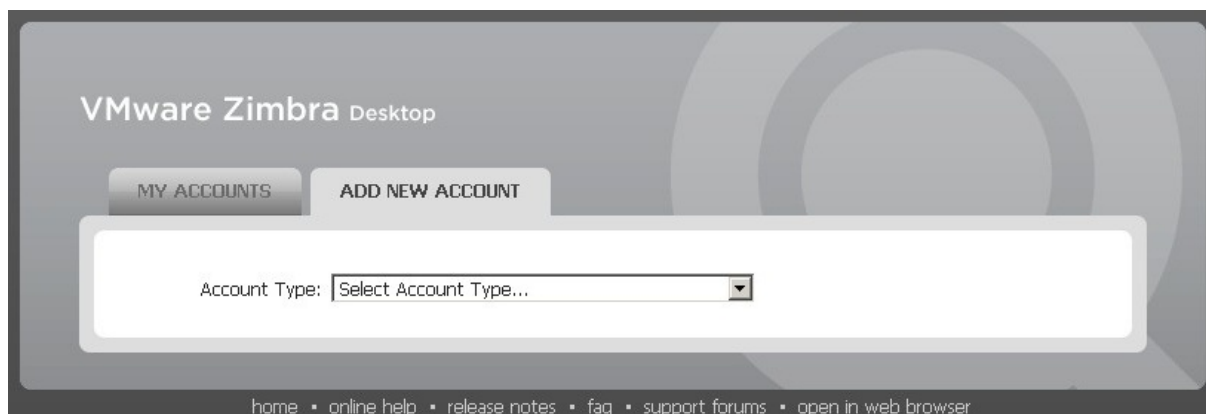 VMware Zimbra Desktop
MY ACCOUNTS
ADD NEW ACCOUNT
Account Type: Select Account Type...
home ▪ online help ▪ release notes ▪ faq ▪ support forums ▪ open in web browser